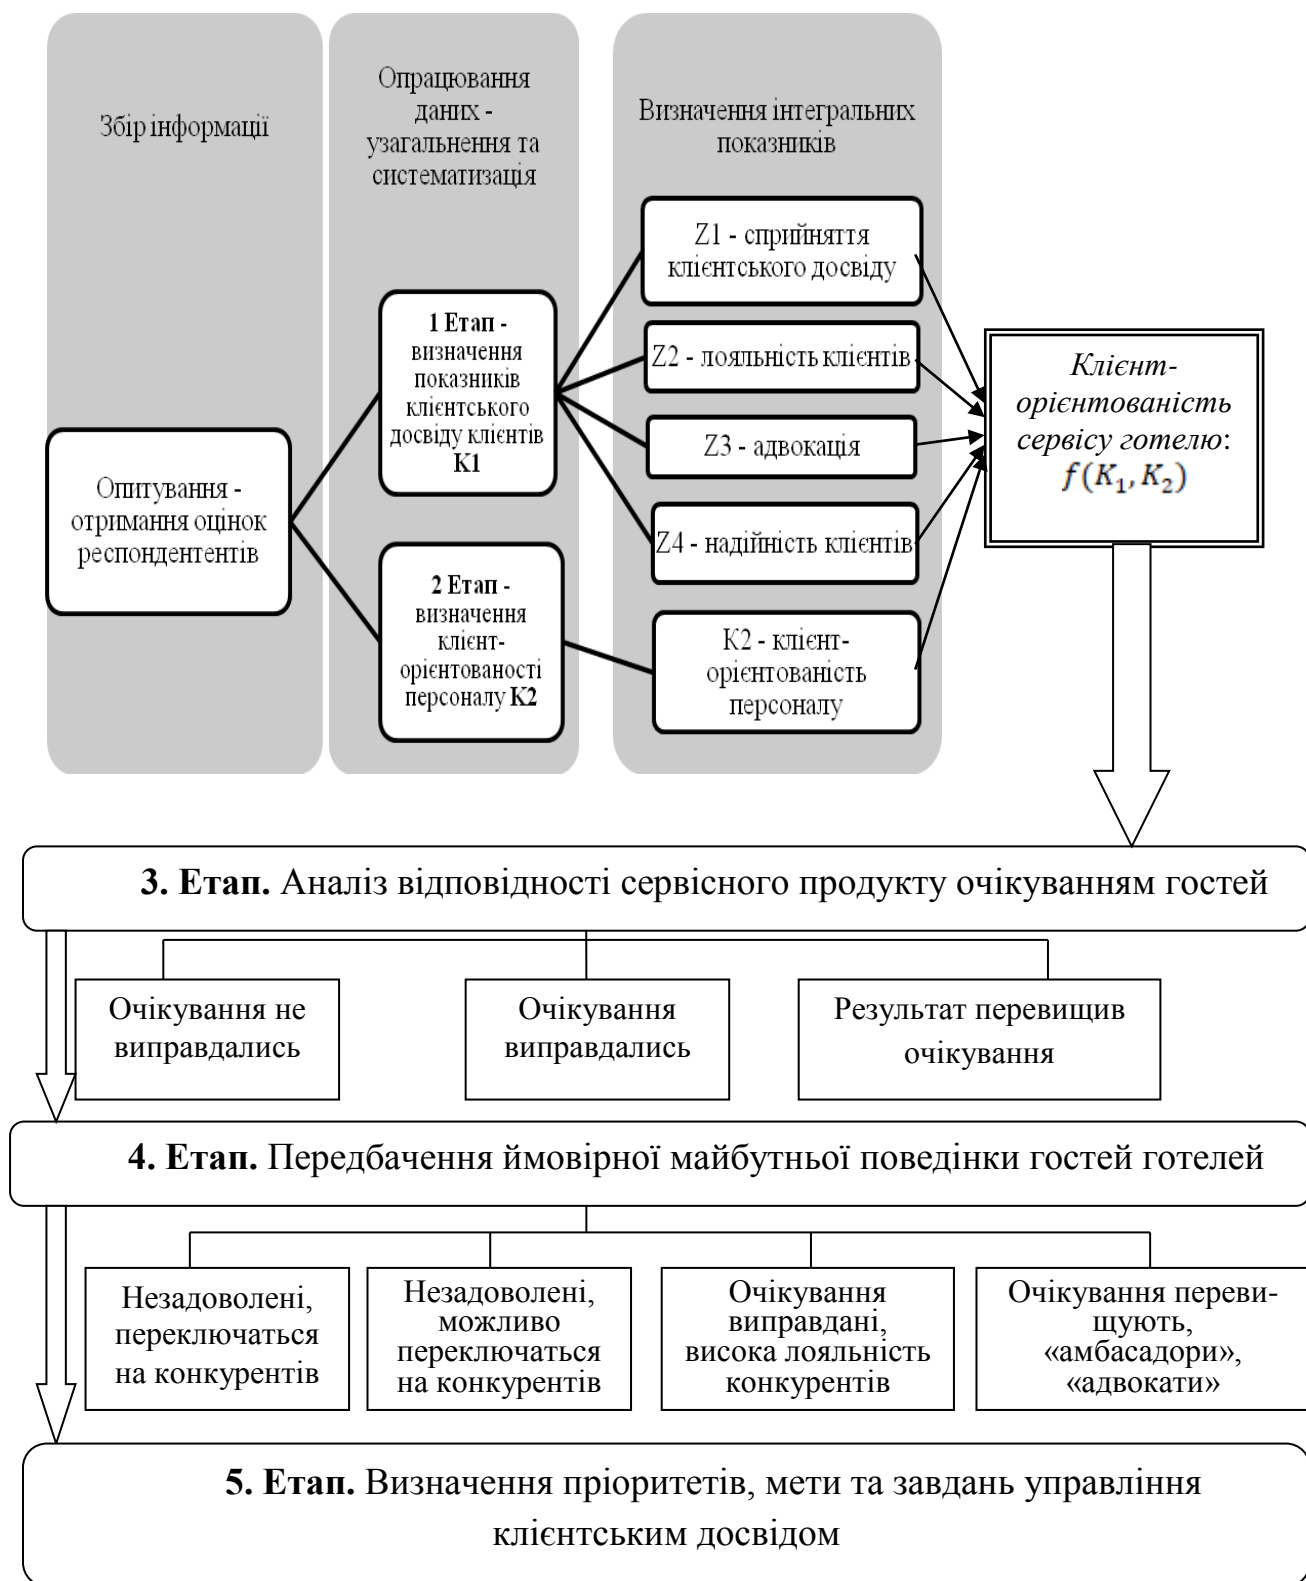 Збір інформації
Опрацювання
даних -
узагальнення та
систематизація
Визначення інтегральних
показників
Опитування -
отримання оцінок
респондентентів
1 Етап -
визначення
показників
клієнтського
досвіду клієнтів
К1
2 Етап -
визначення
клієнт-
орієнтованості
персоналу К2
Z1 - сприйняття
клієнтського досвіду
Z2 - лояльність клієнтів
Z3 - адвокація
Z4 - надійність клієнтів
К2 - клієнт-
орієнтованість
персоналу
Клієнт-
орієнтованість
сервісу готелю:
f(K₁, K₂)
3. Етап. Аналіз відповідності сервісного продукту очікуванням гостей
Очікування не
виправдались
Очікування
виправдались
Результат перевищив
очікування
4. Етап. Передбачення ймовірної майбутньої поведінки гостей готелей
Незадоволені,
переключаться
на конкурентів
Незадоволені,
можливо
переключаться
на конкурентів
Очікування
виправдані,
висока лояльність
конкурентів
Очікування переви-
щують,
«амбасадори»,
«адвокати»
5. Етап. Визначення пріоритетів, мети та завдань управління
клієнтським досвідом